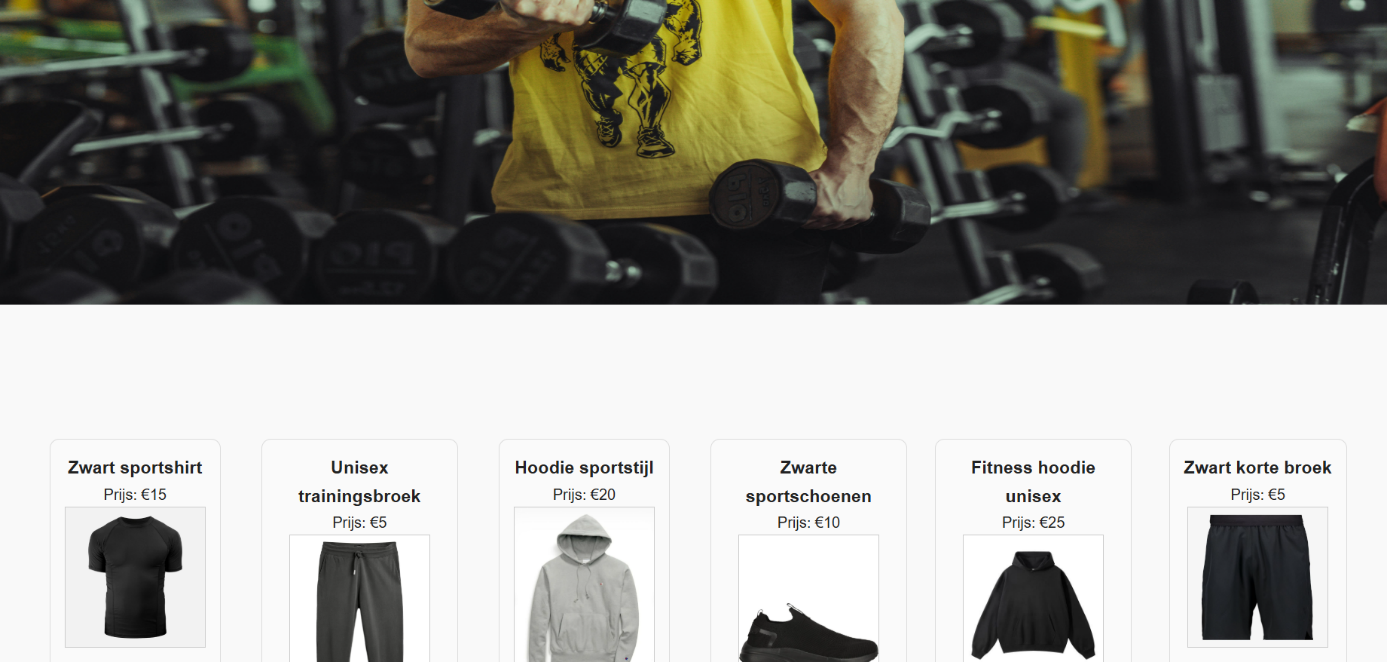 Zwart sportshirt
Prijs: €15
Unisex
trainingsbroek
Prijs: €5
Hoodie sportstijl
Prijs: €20
Zwarte
sportschoenen
Prijs: €10
Fitness hoodie
unisex
Prijs: €25
Zwart korte broek
Prijs: €5